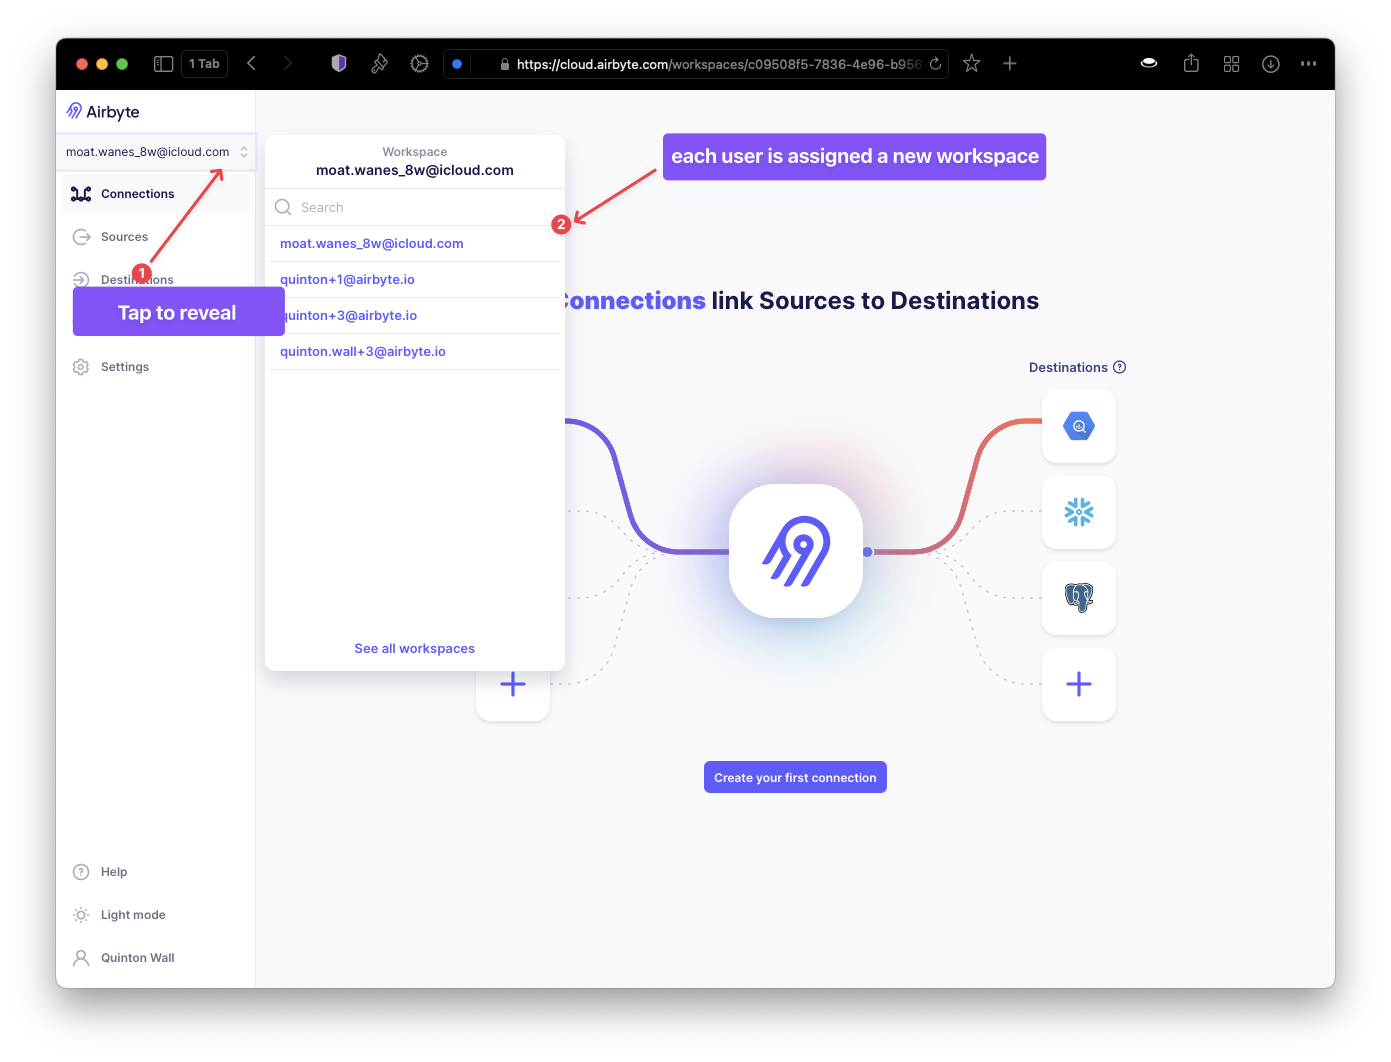 1 Tab
https://cloud.airbyte.com/workspaces/c09508f5-7836-4e96-b956
Airbyte
moat.wanes_8w@icloud.com
Connections
Sources
1
Destinations
Tap to reveal
Settings
Help
Light mode
Quinton Wall
Workspace
moat.wanes_8w@icloud.com
Search
moat.wanes_8w@icloud.com
quinton+1@airbyte.io
quinton+3@airbyte.io
quinton.wall+3@airbyte.io
See all workspaces
each user is assigned a new workspace
2
Connections link Sources to Destinations
Destinations ?
Create your first connection